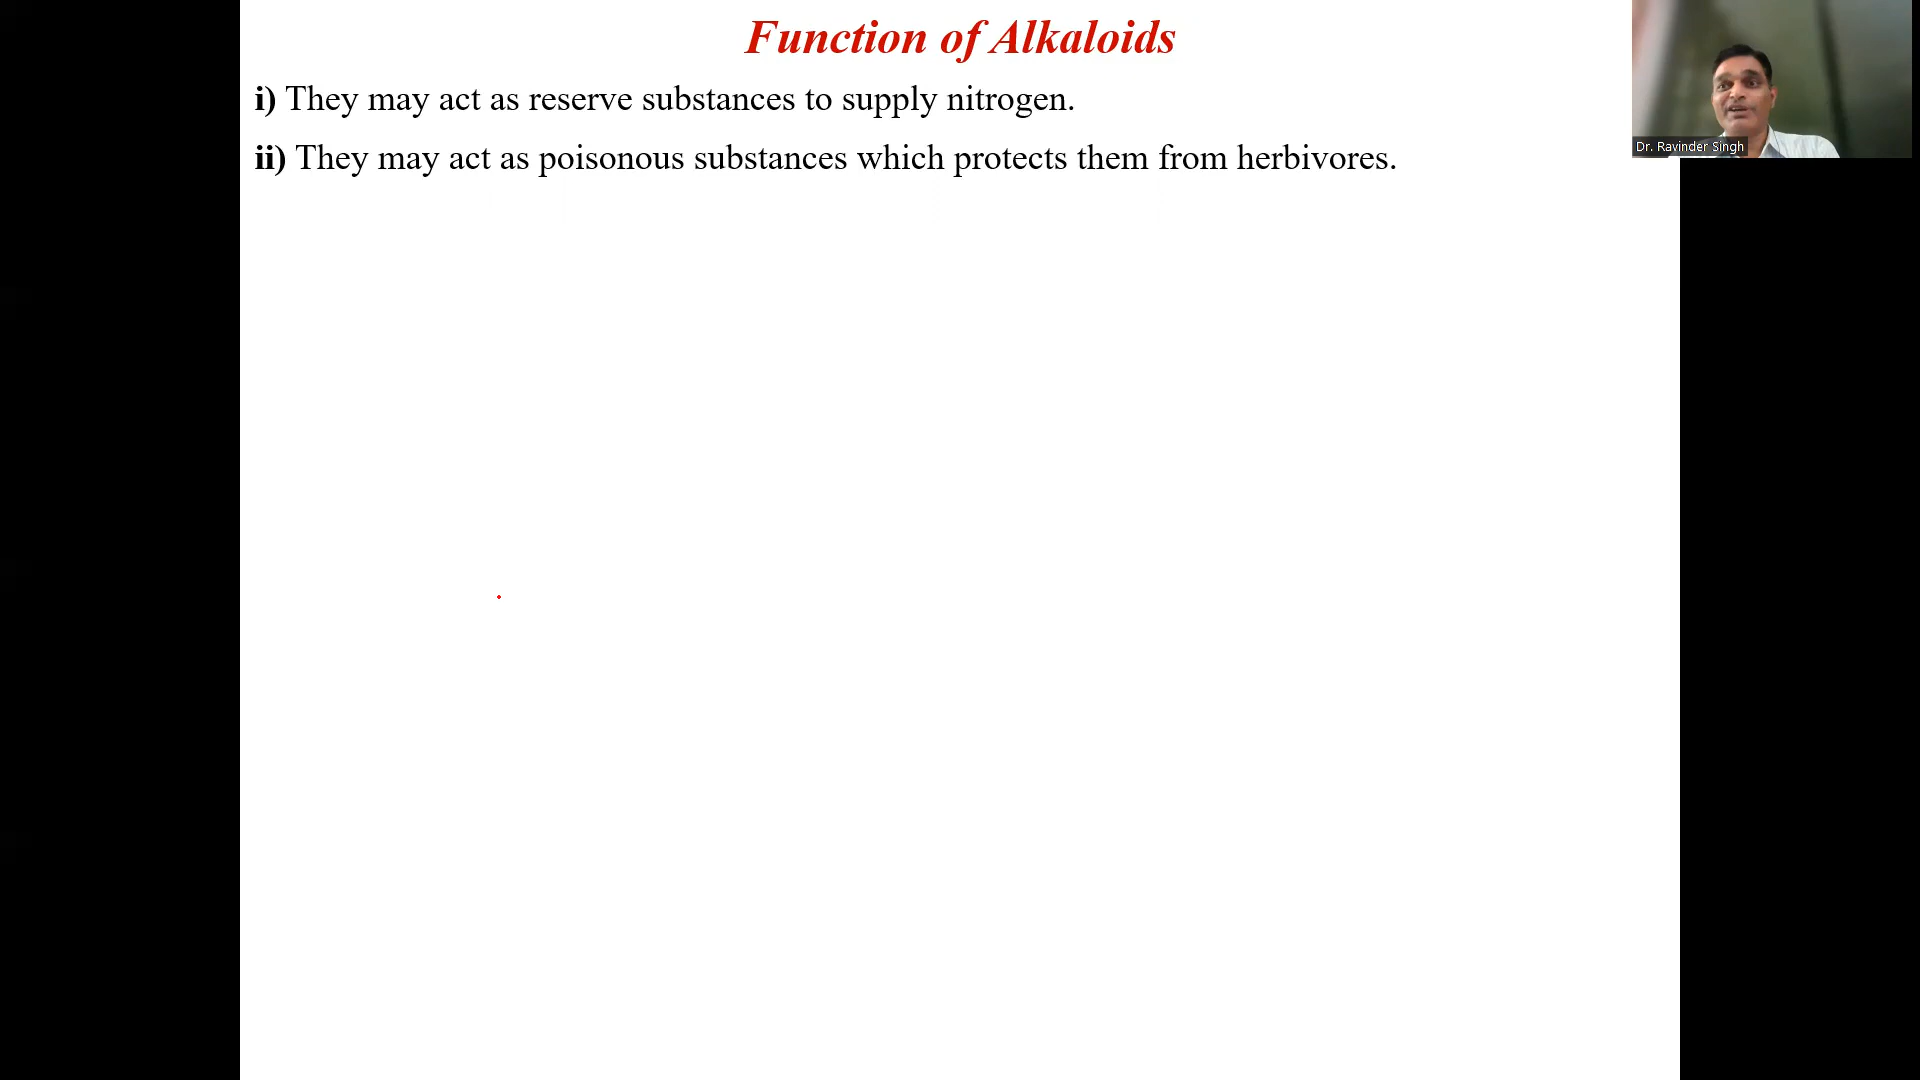 Function of Alkaloids
i) They may act as reserve substances to supply nitrogen.
ii) They may act as poisonous substances which protects them from herbivores.
Dr. Ravinder Singh